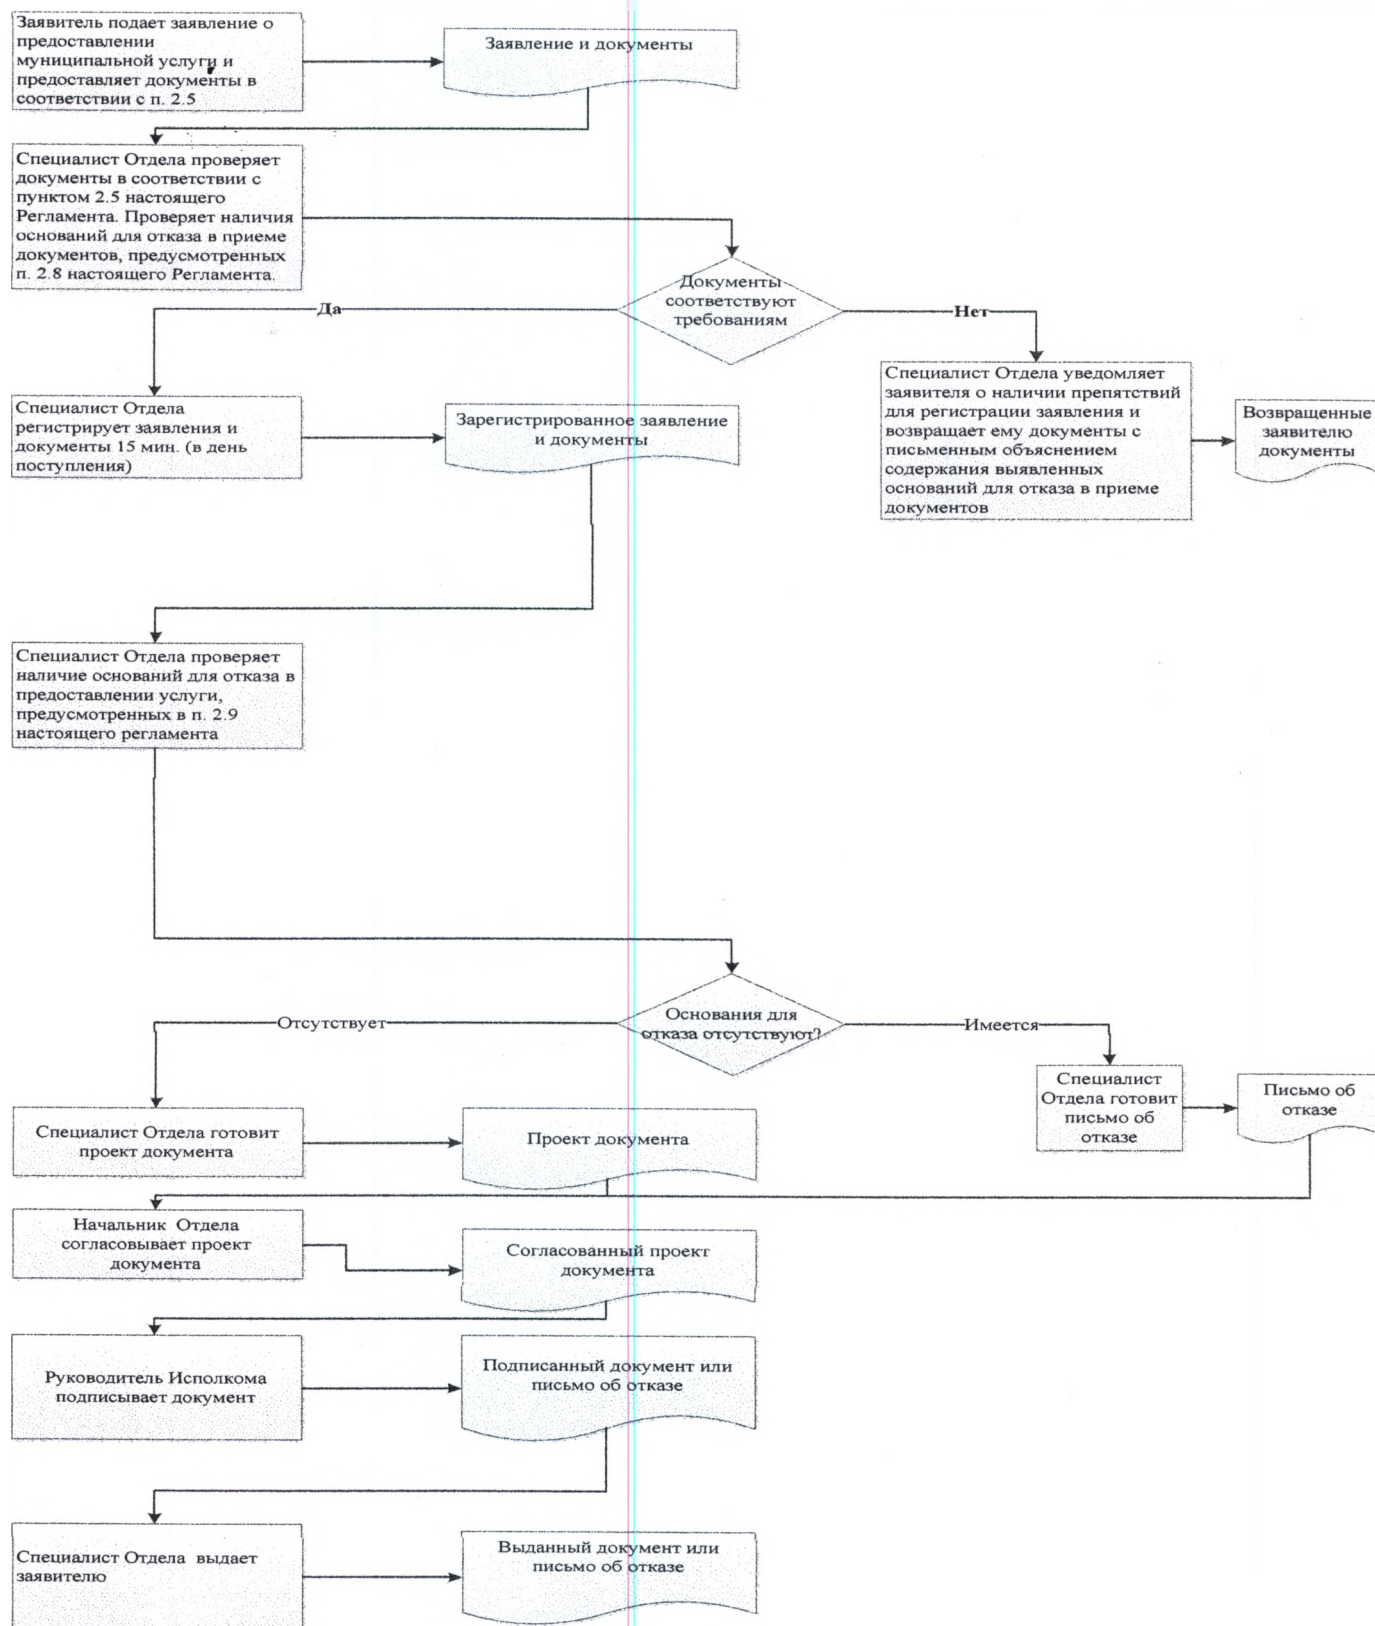 Заявитель подает заявление о
предоставлении
муниципальной услуги и
предоставляет документы в
соответствии с п. 2.5
Заявление и документы
Специалист Отдела проверяет
документы в соответствии с
пунктом 2.5 настоящего
Регламента. Проверяет наличия
оснований для отказа в приеме
документов, предусмотренных
п. 2.8 настоящего Регламента.
Документы
соответствуют
требованиям
Да
Нет
Специалист Отдела
регистрирует заявления и
документы 15 мин. (в день
поступления)
Зарегистрированное заявление
и документы
Специалист Отдела уведомляет
заявителя о наличии препятствий
для регистрации заявления и
возвращает ему документы с
письменным объяснением
содержания выявленных
оснований для отказа в приеме
документов
Возвращенные
заявителю
документы
Специалист Отдела проверяет
наличие оснований для отказа в
предоставлении услуги,
предусмотренных в п. 2.9
настоящего регламента
Основания для
отказа отсутствуют?
Отсутствует
Имеется
Специалист
Отдела готовит
письмо об
отказе
Письмо об
отказе
Специалист Отдела готовит
проект документа
Проект документа
Начальник Отдела
согласовывает проект
документа
Согласованный проект
документа
Руководитель Исполкома
подписывает документ
Подписанный документ или
письмо об отказе
Специалист Отдела выдает
заявителю
Выданный документ или
письмо об отказе